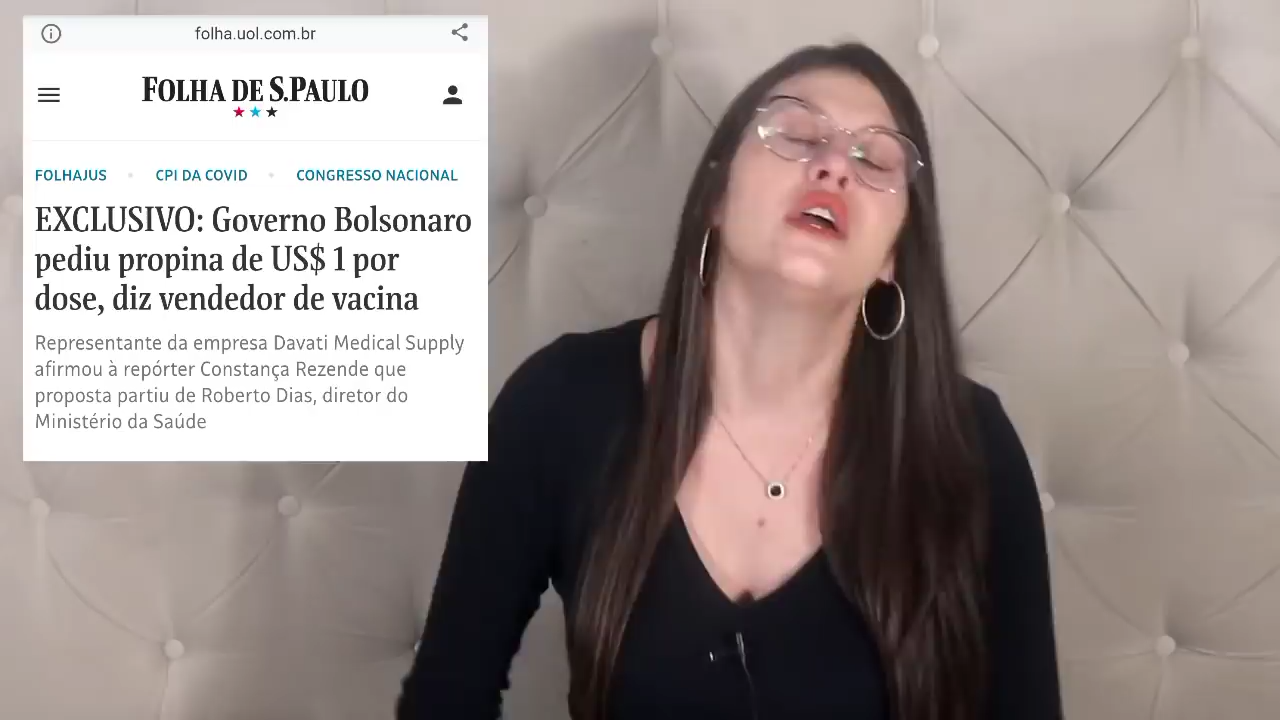 folha.uol.com.br
FOLHA DE S.PAULO
FOLHAJUS • CPI DA COVID • CONGRESSO NACIONAL
EXCLUSIVO: Governo Bolsonaro
pediu propina de US$ 1 por
dose, diz vendedor de vacina
Representante da empresa Davati Medical Supply
afirmou à repórter Constança Rezende que
proposta partiu de Roberto Dias, diretor do
Ministério da Saúde